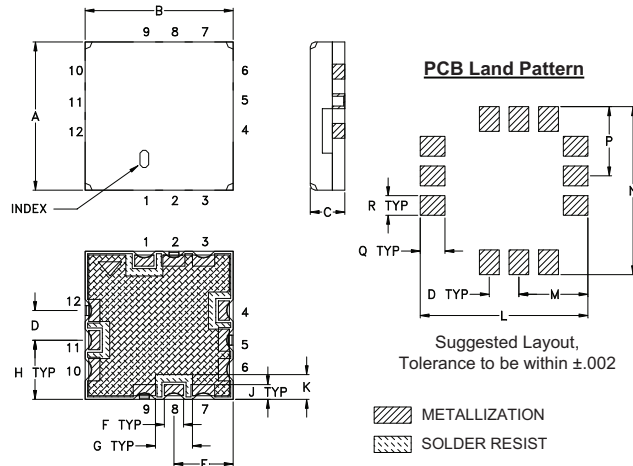 B
9 8 7
10
11
12
A
6
5
4
INDEX
1 2 3
C
PCB Land Pattern
P
N
R TYP
Q TYP
D TYP
M
L
Suggested Layout,
Tolerance to be within ±.002
1 2 3
12
D
11
H TYP
10
4
5
6
K
J TYP
9 8 7
F TYP
G TYP
E
METALLIZATION
SOLDER RESIST